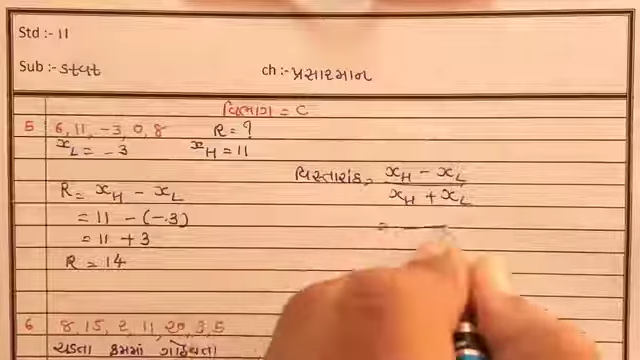 Std :- 11
Sub :- સ્ટેટ ch :- પ્રસારમાન
વિભાગ = C
5 6, 11, -3, 0, 8 R = ?
xL = -3 xH = 11
વિસ્તારાંક = xH - xL / xH + xL
R = xH - xL
= 11 - (-3)
= 11 + 3
=
R = 14
6 8, 15, 2, 11, 20, 3, 5
ચડતા ક્રમમાં ગોઠવતા